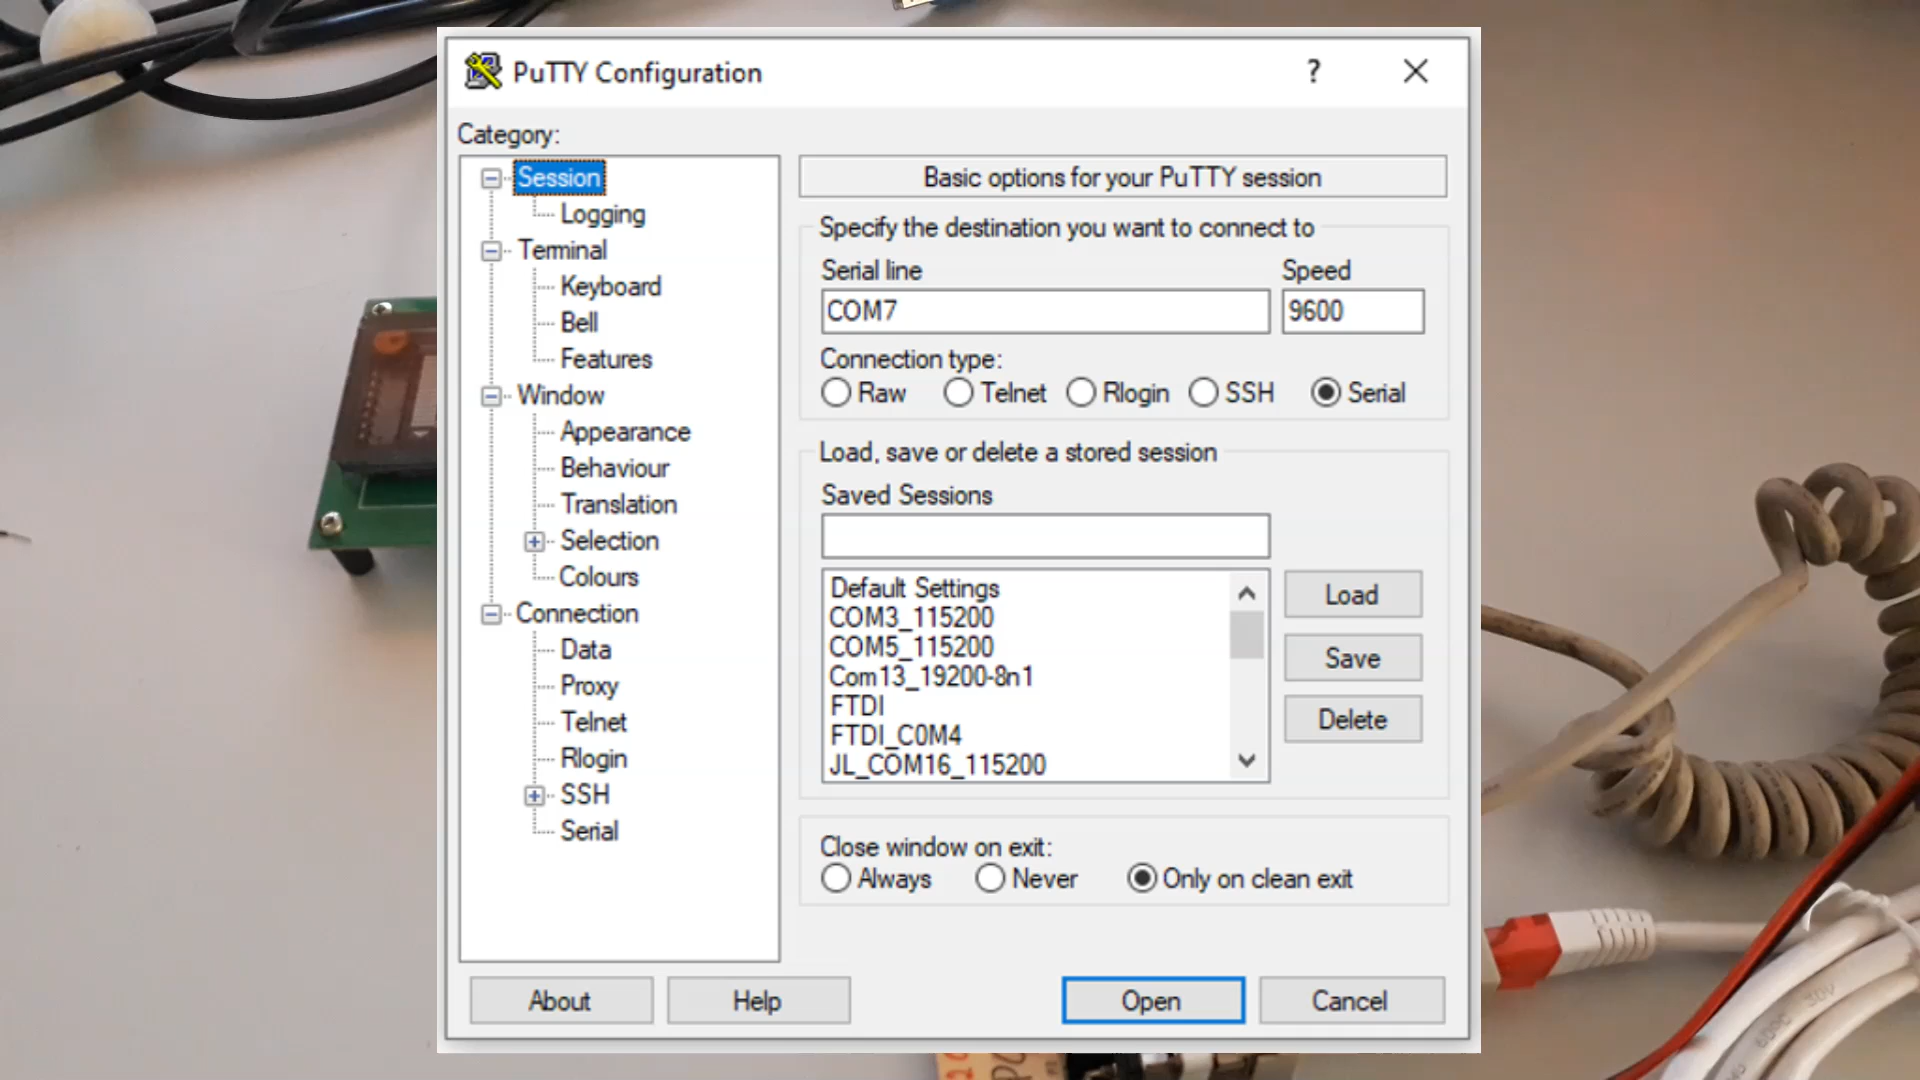 PuTTY Configuration
?
Category:
Session
Logging
Terminal
Keyboard
Bell
Features
Window
Appearance
Behaviour
Translation
Selection
Colours
Connection
Data
Proxy
Telnet
Rlogin
SSH
Serial
Basic options for your PuTTY session
Specify the destination you want to connect to
Serial line Speed
COM7 9600
Connection type:
Raw Telnet Rlogin SSH Serial
Load, save or delete a stored session
Saved Sessions
Default Settings
COM3_115200
COM5_115200
Com13_19200-8n1
FTDI
FTDI_COM4
JL_COM16_115200
Load
Save
Delete
Close window on exit:
Always Never Only on clean exit
About Help Open Cancel